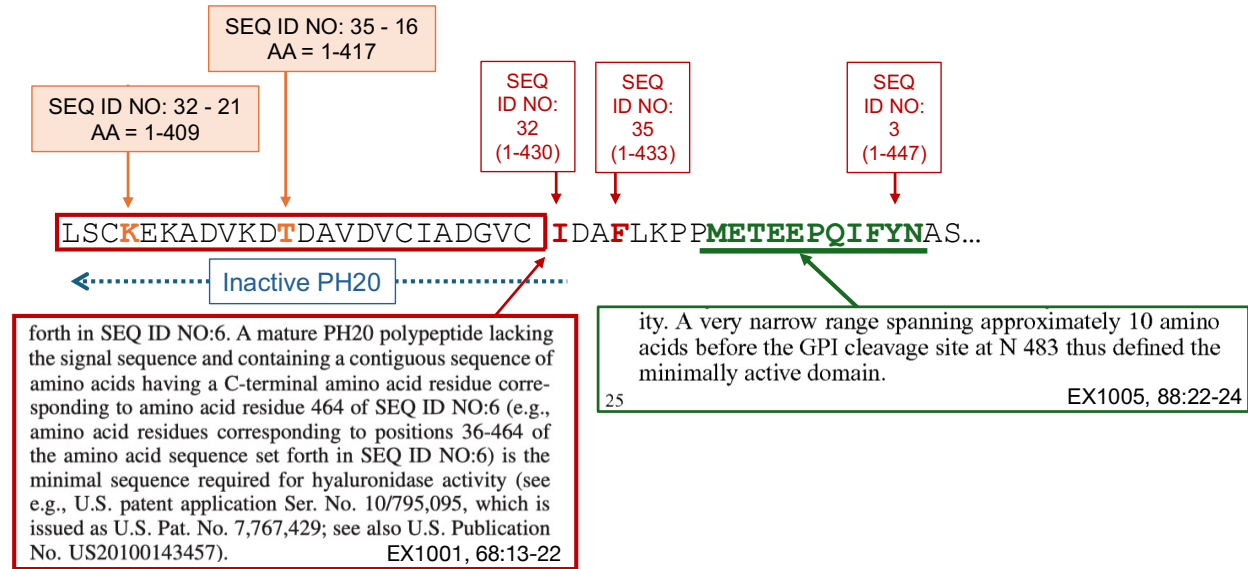 SEQ ID NO: 35 - 16
AA = 1-417
SEQ ID NO: 32 - 21
AA = 1-409
SEQ
ID NO:
32
(1-430)
SEQ
ID NO:
35
(1-433)
SEQ
ID NO:
3
(1-447)
LSCKEKADVKDTDAVDVCIADGVC IDAFLKPPMETEEPQIFYNAS…
Inactive PH20
forth in SEQ ID NO:6. A mature PH20 polypeptide lacking
the signal sequence and containing a contiguous sequence of
amino acids having a C-terminal amino acid residue corre-
sponding to amino acid residue 464 of SEQ ID NO:6 (e.g.,
amino acid residues corresponding to positions 36-464 of
the amino acid sequence set forth in SEQ ID NO:6) is the
minimal sequence required for hyaluronidase activity (see
e.g., U.S. patent application Ser. No. 10/795,095, which is
issued as U.S. Pat. No. 7,767,429; see also U.S. Publication
No. US20100143457).
EX1001, 68:13-22
ity. A very narrow range spanning approximately 10 amino
acids before the GPI cleavage site at N 483 thus defined the
minimally active domain.
25
EX1005, 88:22-24